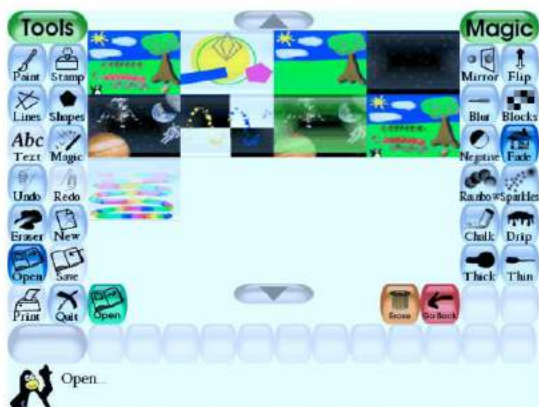 Tools
Magic
Paint Stamp
Mirror Flip
Lines Shapes
Blur Blocks
Abc
Text Magic
Negative Fade
Undo Redo
Rainbow Sparkles
Eraser New
Chalk Drip
Open Save
Thick Thin
Print Quit Open
Erase Go Back
Open...